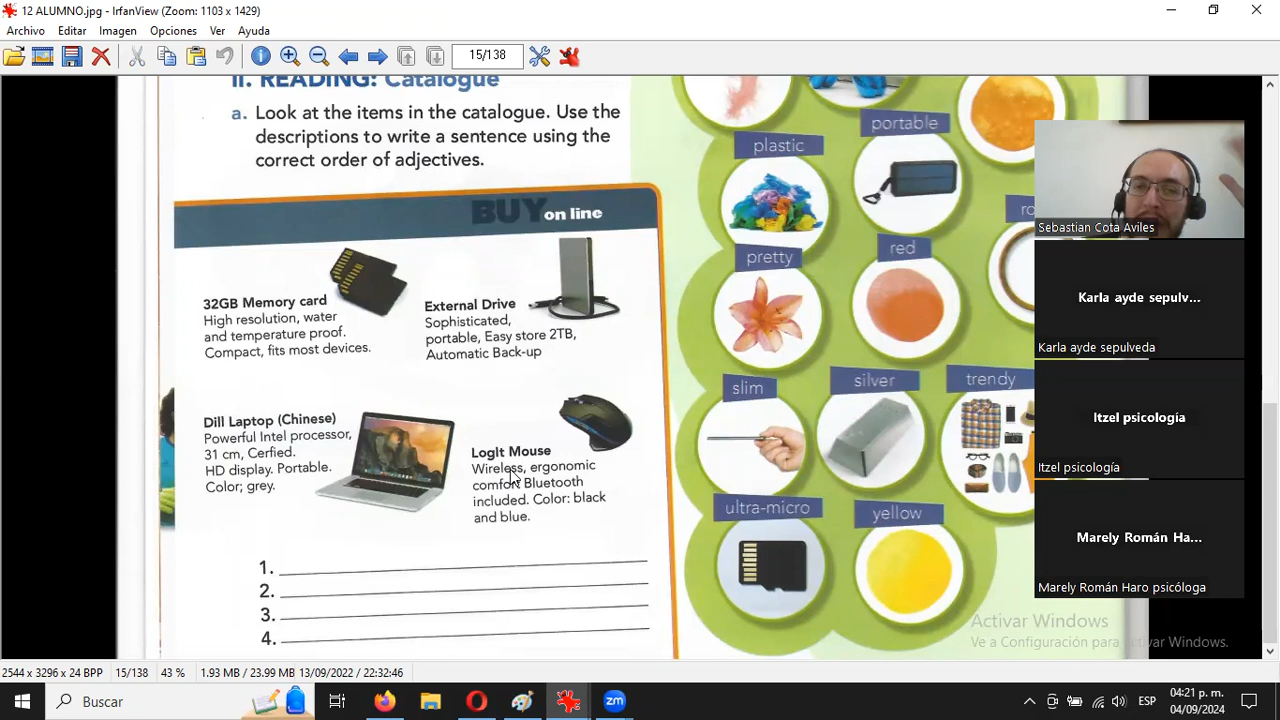 12 ALUMNO.jpg - IrfanView (Zoom: 1103 x 1429)
Archivo Editar Imagen Opciones Ver Ayuda
15/138
II. READING: Catalogue
a. Look at the items in the catalogue. Use the
descriptions to write a sentence using the
correct order of adjectives.
BUY on line
32GB Memory card
High resolution, water
and temperature proof.
Compact, fits most devices.
External Drive
Sophisticated,
portable, Easy store 2TB,
Automatic Back-up
Dill Laptop (Chinese)
Powerful Intel processor,
31 cm, Cerfied.
HD display. Portable.
Color; grey.
LogIt Mouse
Wireless, ergonomic
comfort Bluetooth
included. Color: black
and blue.
1.
2.
3.
4.
plastic
portable
pretty
red
slim
silver
trendy
ultra-micro
yellow
Sebastian Cota Aviles
Karla ayde sepulv...
Karla ayde sepulveda
Itzel psicología
Itzel psicología
Marely Román Ha...
Marely Román Haro psicóloga
Activar Windows
Ve a Configuración para activar Windows.
2544 x 3296 x 24 BPP 15/138 43 % 1.93 MB / 23.99 MB 13/09/2022 / 22:32:46
Buscar
zm
ESP
04:21 p. m.
04/09/2024